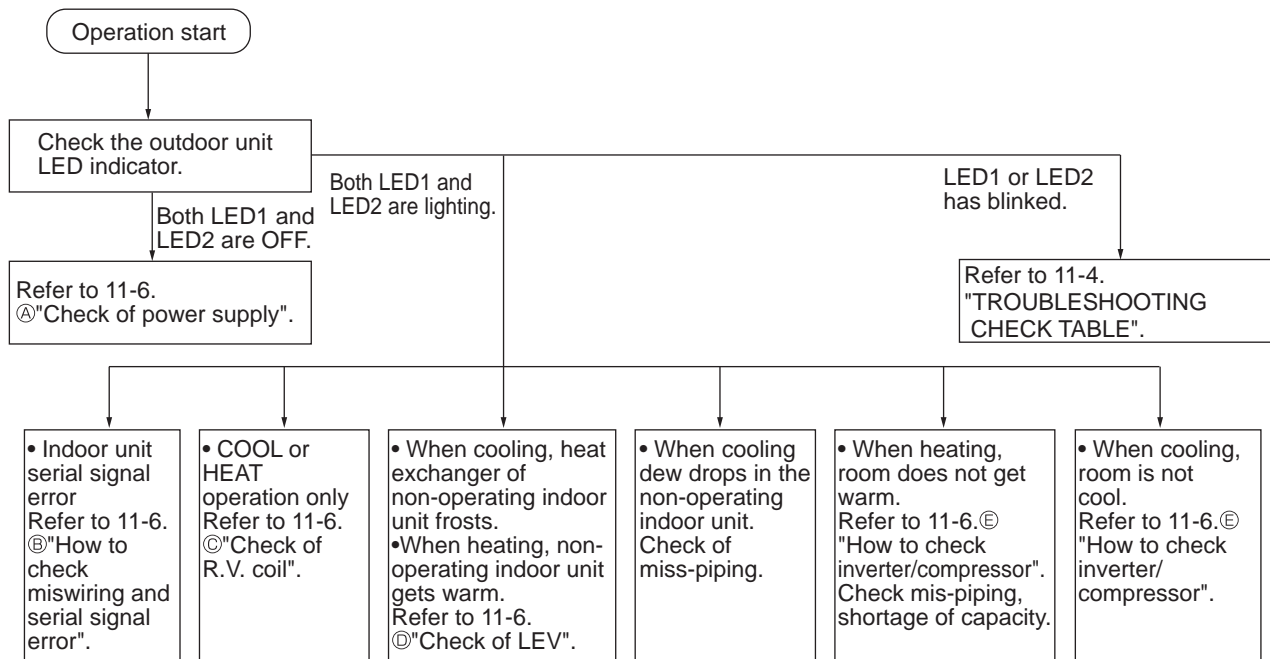 Operation start
Check the outdoor unit
LED indicator.
Both LED1 and
LED2 are OFF.
Both LED1 and
LED2 are lighting.
LED1 or LED2
has blinked.
Refer to 11-6.
Ⓐ"Check of power supply".
Refer to 11-4.
"TROUBLESHOOTING
CHECK TABLE".
• Indoor unit
serial signal
error
Refer to 11-6.
Ⓑ"How to
check
miswiring and
serial signal
error".
• COOL or
HEAT
operation only
Refer to 11-6.
Ⓒ"Check of
R.V. coil".
• When cooling, heat
exchanger of
non-operating indoor
unit frosts.
•When heating, non-
operating indoor unit
gets warm.
Refer to 11-6.
Ⓓ"Check of LEV".
• When cooling
dew drops in the
non-operating
indoor unit.
Check of
miss-piping.
• When heating,
room does not get
warm.
Refer to 11-6.Ⓔ
"How to check
inverter/compressor".
Check mis-piping,
shortage of capacity.
• When cooling,
room is not
cool.
Refer to 11-6.Ⓔ
"How to check
inverter/
compressor".